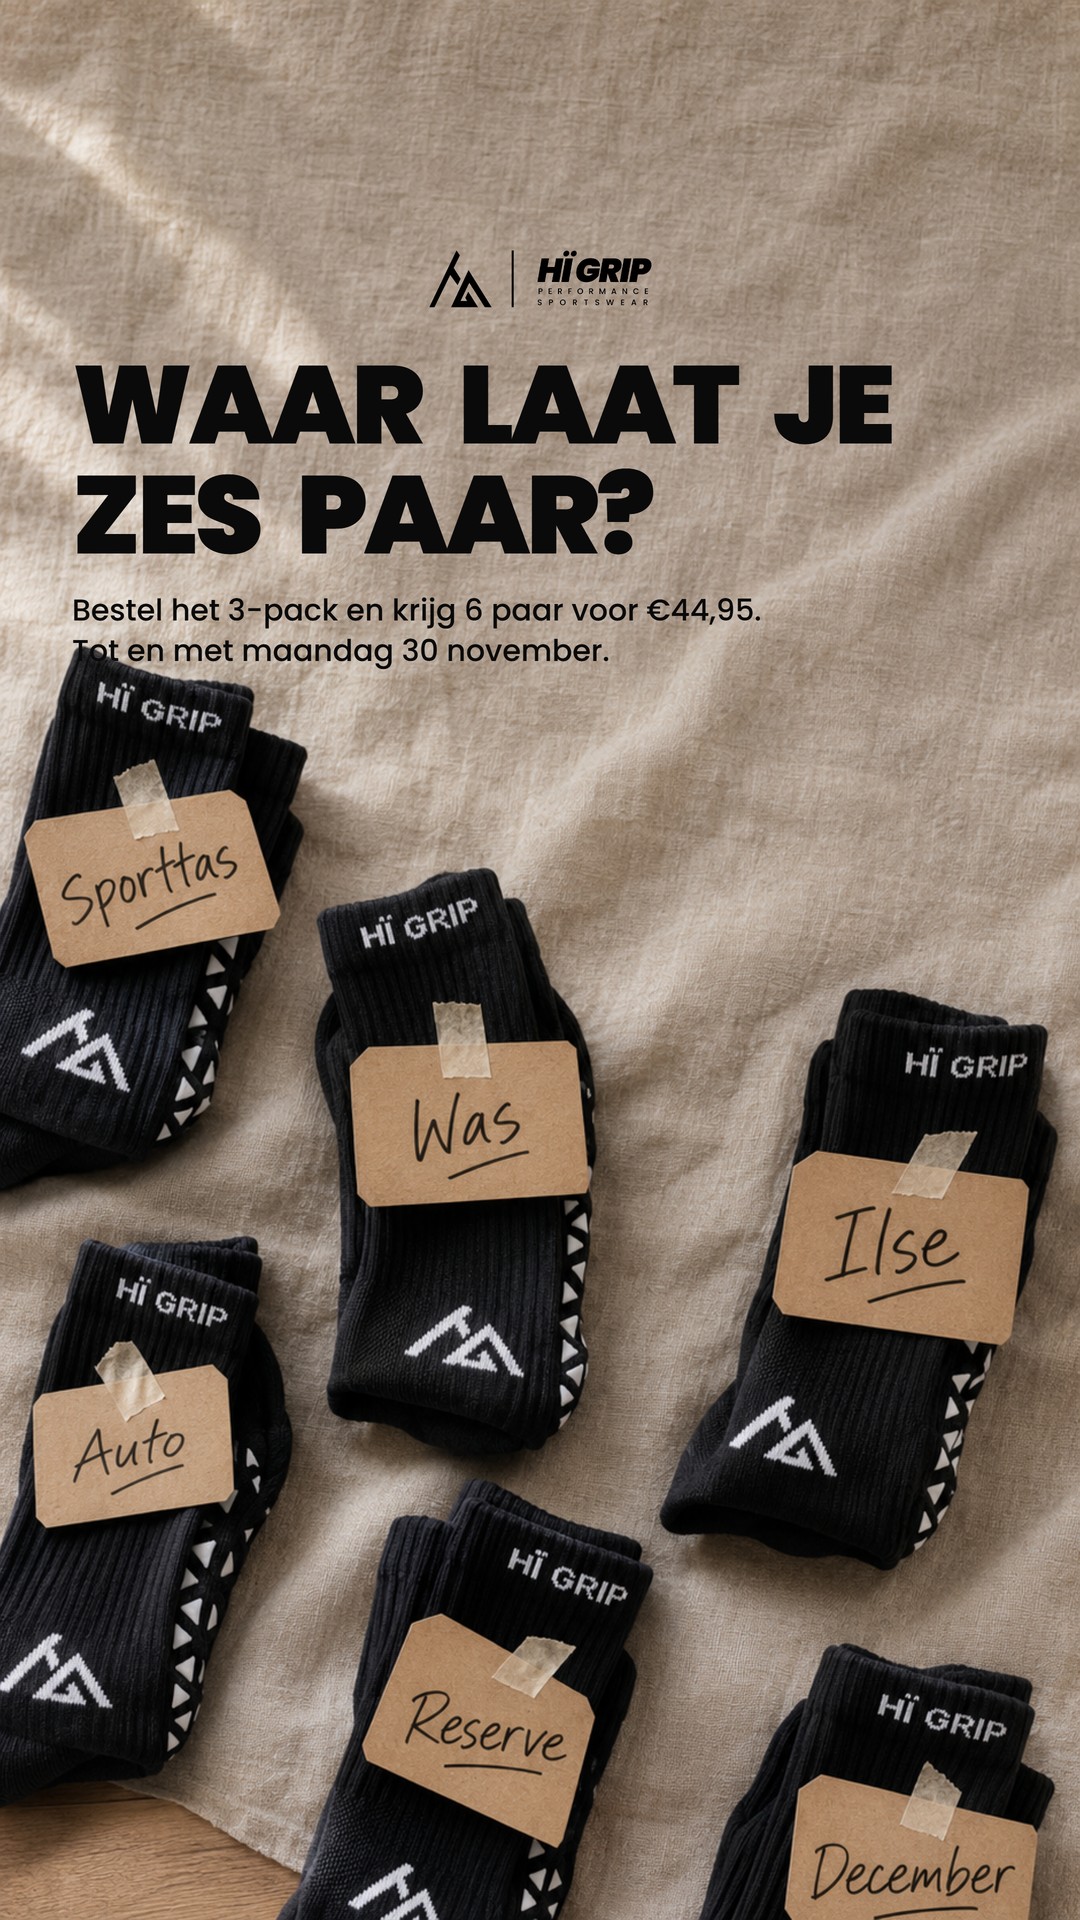 HÏ GRIP
PERFORMANCE
SPORTSWEAR
WAAR LAAT JE
ZES PAAR?
Bestel het 3-pack en krijg 6 paar voor €44,95.
Tot en met maandag 30 november.
HÏ GRIP
Sporttas
HÏ GRIP
Was
HÏ GRIP
Ilse
HÏ GRIP
Auto
HÏ GRIP
Reserve
HÏ GRIP
December